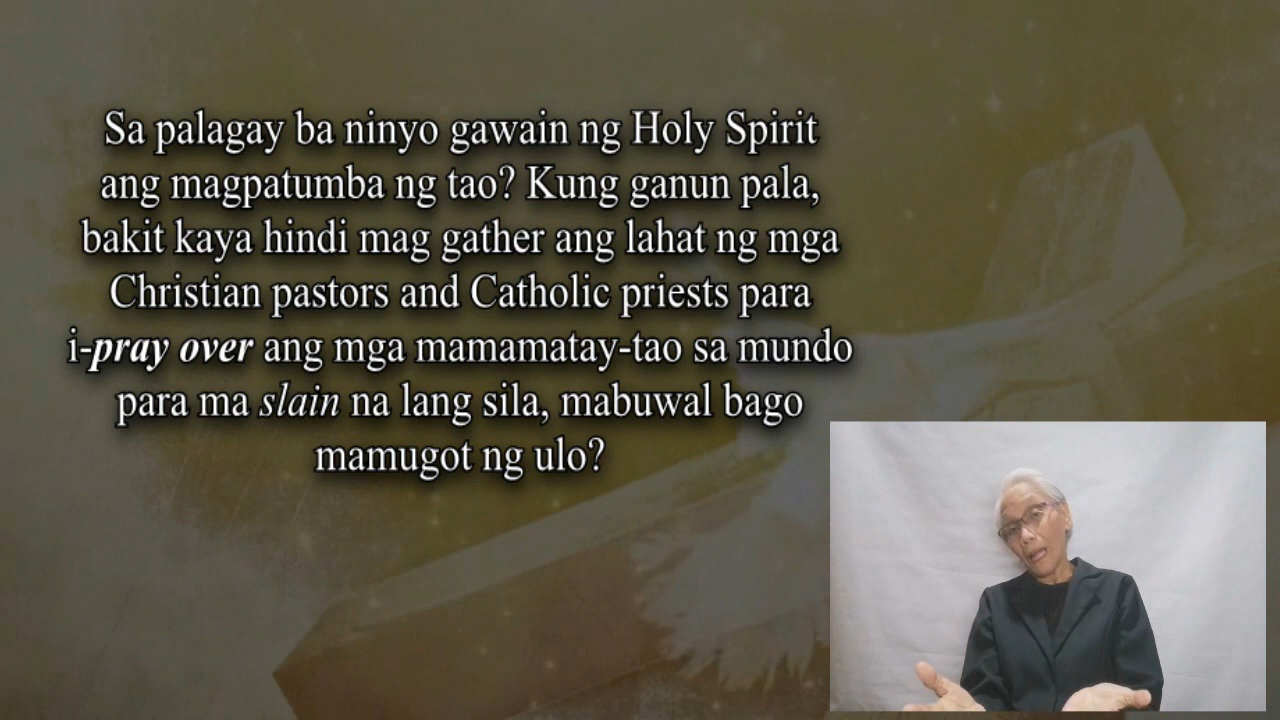 Sa palagay ba ninyo gawain ng Holy Spirit
ang magpatumba ng tao? Kung ganun pala,
bakit kaya hindi mag gather ang lahat ng mga
Christian pastors and Catholic priests para
i-pray over ang mga mamamatay-tao sa mundo
para ma slain na lang sila, mabuwal bago
mamugot ng ulo?